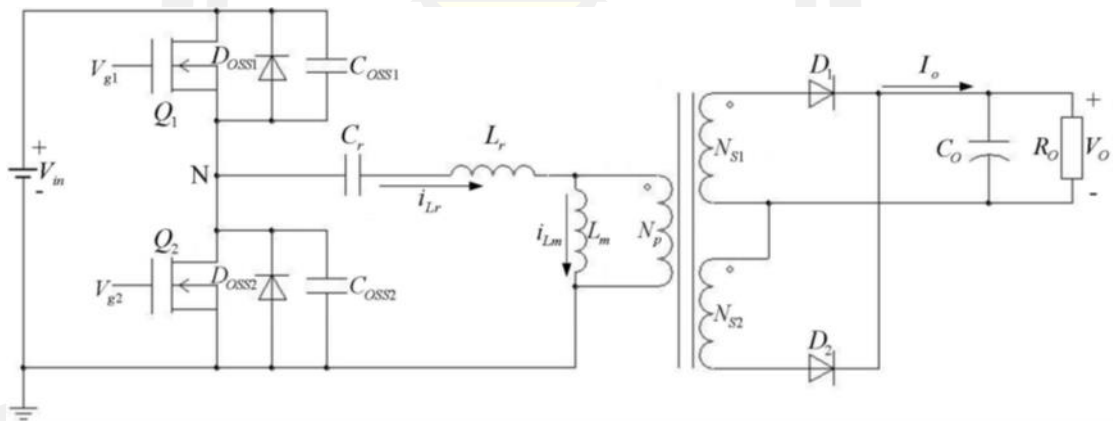 V_g1
Q_1
D_OSS1
C_OSS1
+
V_in
-
N
C_r
L_r
i_Lr
i_Lm
L_m
N_p
Q_2
V_g2
D_OSS2
C_OSS2
D_1
I_o
N_S1
C_O
R_O
+
V_O
-
N_S2
D_2